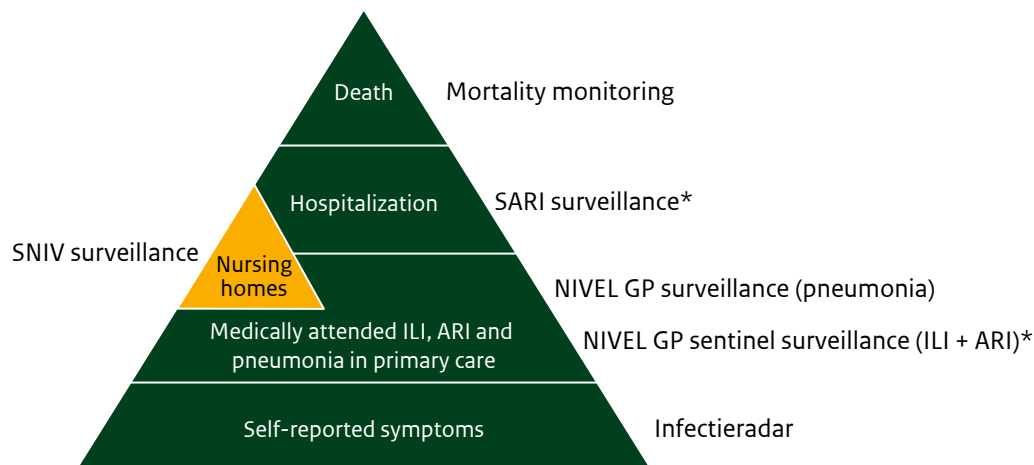 Death
Mortality monitoring
Hospitalization
SARI surveillance*
SNIV surveillance
Nursing
homes
NIVEL GP surveillance (pneumonia)
Medically attended ILI, ARI and
pneumonia in primary care
NIVEL GP sentinel surveillance (ILI + ARI)*
Self-reported symptoms
Infectieradar